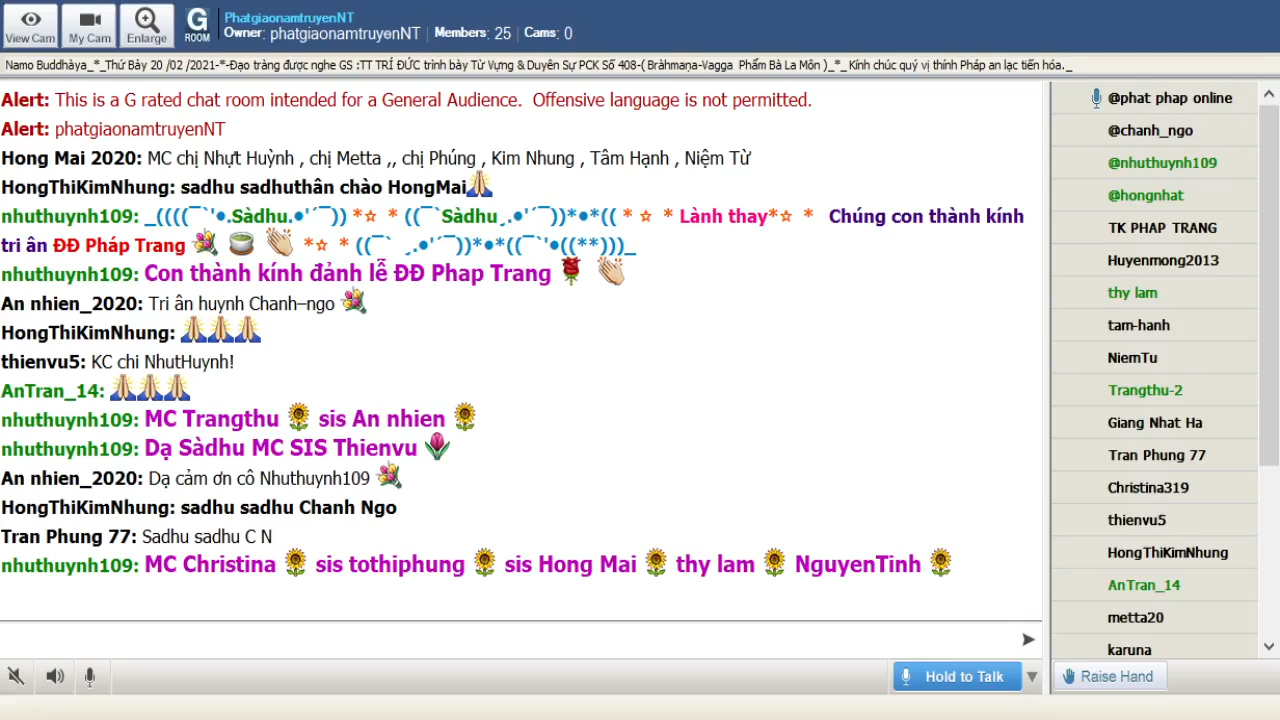 View Cam
My Cam
Enlarge
G
ROOM
PhatgiaonamtruyenNT
Owner: phatgiaonamtruyenNT | Members: 25 | Cams: 0
Namo Buddhàya_*_Thứ Bảy 20 /02 /2021-*-Đạo tràng được nghe GS :TT TRÍ ĐỨC trình bày Từ Vựng & Duyên Sự PCK Số 408-( Bràhmaṇa-Vagga Phẩm Bà La Môn )_*_ Kính chúc quý vị thính Pháp an lạc tiến hóa._
Alert: This is a G rated chat room intended for a General Audience. Offensive language is not permitted.
Alert: phatgiaonamtruyenNT
Hong Mai 2020: MC chị Nhựt Huỳnh , chị Metta ,, chị Phúng , Kim Nhung , Tâm Hạnh , Niệm Từ
HongThiKimNhung: sadhu sadhuthân chào HongMai🙏
nhuthuynh109: _((((¯`'●.Sàdhu.●'´¯)) *☆ * ((¯`Sàdhu¸.●'´¯))*●*(( * ☆ * Lành thay*☆ * Chúng con thành kính
tri ân ĐĐ Pháp Trang 💐 🍵 👏 *☆ * ((¯` ¸.●'´¯))*●*((¯`'●((**)))_
nhuthuynh109: Con thành kính đảnh lễ ĐĐ Phap Trang 🌹 👏
An nhien_2020: Tri ân huynh Chanh–ngo 💐
HongThiKimNhung: 🙏🙏🙏
thienvu5: KC chi NhutHuynh!
AnTran_14: 🙏🙏🙏
nhuthuynh109: MC Trangthu 🌻 sis An nhien 🌻
nhuthuynh109: Dạ Sàdhu MC SIS Thienvu 🌷
An nhien_2020: Dạ cảm ơn cô Nhuthuynh109 💐
HongThiKimNhung: sadhu sadhu Chanh Ngo
Tran Phung 77: Sadhu sadhu C N
nhuthuynh109: MC Christina 🌻 sis tothiphung 🌻 sis Hong Mai 🌻 thy lam 🌻 NguyenTinh 🌻
Hold to Talk
@phat phap online
@chanh_ngo
@nhuthuynh109
@hongnhat
TK PHÁP TRANG
Huyenmong2013
thy lam
tam-hanh
NiemTu
Trangthu-2
Giang Nhat Ha
Tran Phung 77
Christina319
thienvu5
HongThiKimNhung
AnTran_14
metta20
karuna
Raise Hand